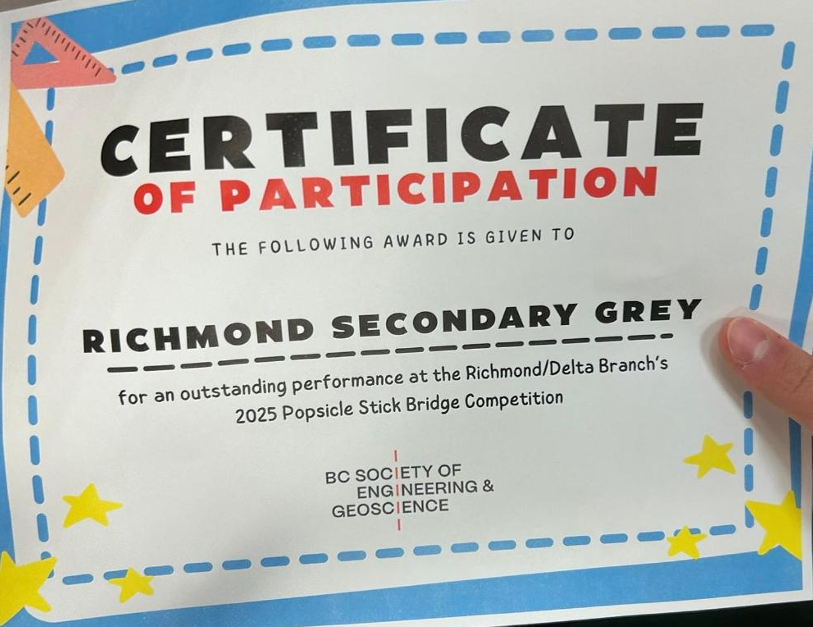 CERTIFICATE
OF PARTICIPATION
THE FOLLOWING AWARD IS GIVEN TO
RICHMOND SECONDARY GREY
for an outstanding performance at the Richmond/Delta Branch's
2025 Popsicle Stick Bridge Competition
BC SOCIETY OF
ENGINEERING &
GEOSCIENCE